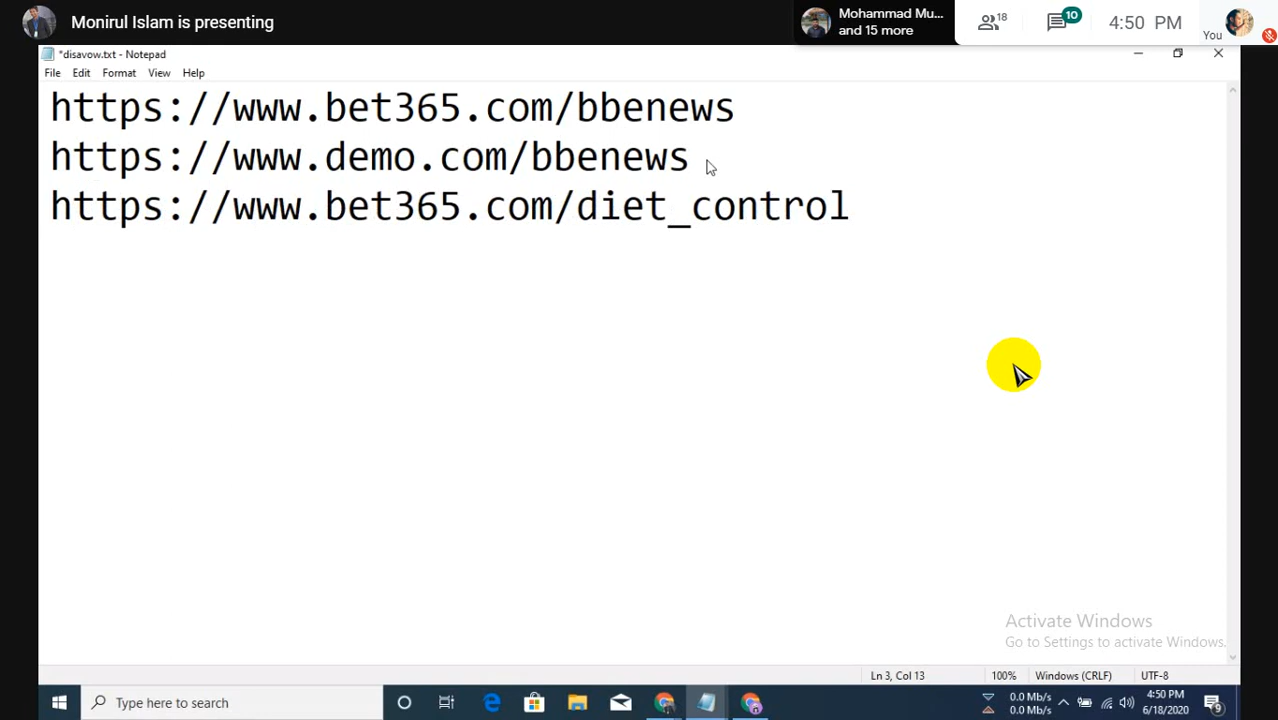 Monirul Islam is presenting
Mohammad Mu...
and 15 more
18
10
4:50 PM
You
*disavow.txt - Notepad
File Edit Format View Help
https://www.bet365.com/bbenews
https://www.demo.com/bbenews
https://www.bet365.com/diet_control
Activate Windows
Go to Settings to activate Windows.
Ln 3, Col 13 100% Windows (CRLF) UTF-8
Type here to search
0.0 Mb/s
0.0 Mb/s
4:50 PM
6/18/2020
9